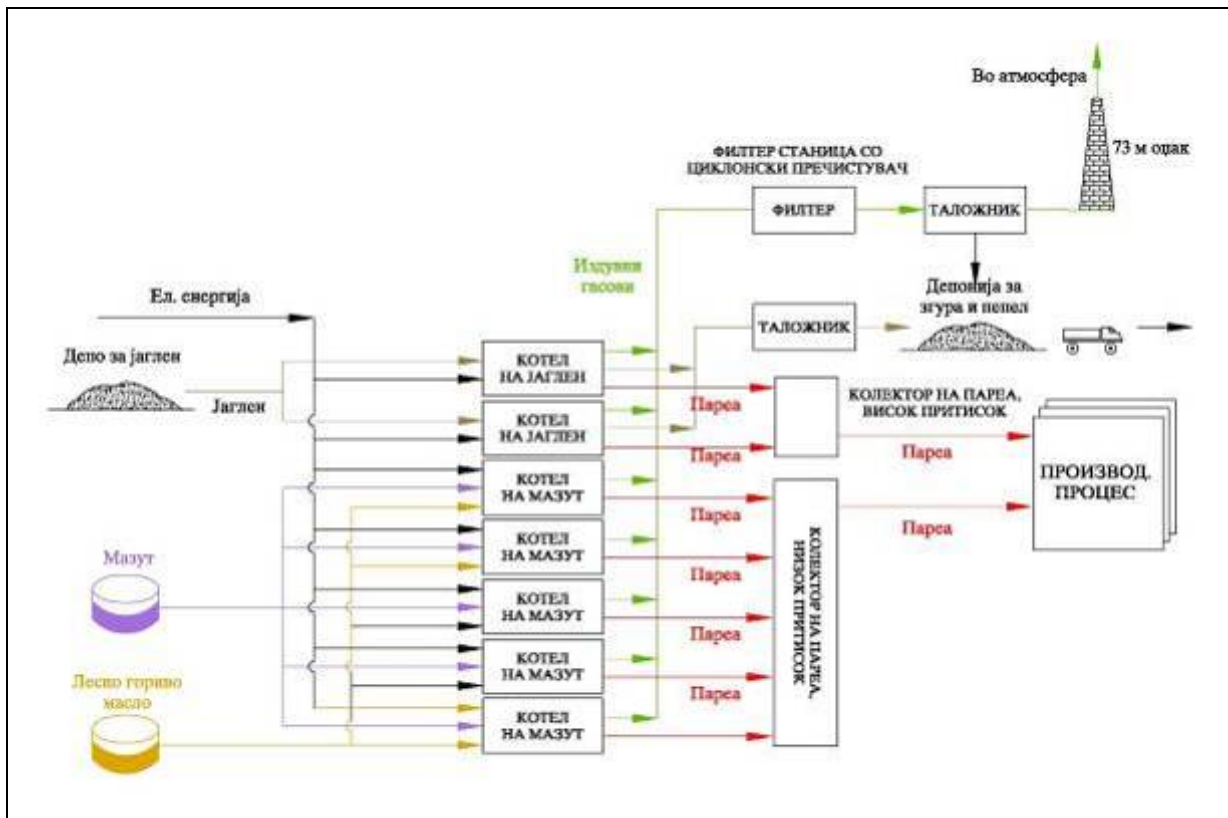 Во атмосфера
73 м оџак
ФИЛТЕР СТАНИЦА СО
ЦИКЛОНСКИ ПРЕЧИСТУВАЧ
ФИЛТЕР
ТАЛОЖНИК
Издувни
гасови
Ел. енергија
Депонија за
згура и пепел
ТАЛОЖНИК
Депо за јаглен
Јаглен
КОТЕЛ
НА ЈАГЛЕН
КОТЕЛ
НА ЈАГЛЕН
КОТЕЛ
НА МАЗУТ
КОТЕЛ
НА МАЗУТ
КОТЕЛ
НА МАЗУТ
КОТЕЛ
НА МАЗУТ
КОТЕЛ
НА МАЗУТ
Пареа
Пареа
Пареа
Пареа
Пареа
Пареа
КОЛЕКТОР НА ПАРЕА,
ВИСОК ПРИТИСОК
Пареа
Пареа
ПРОИЗВОД.
ПРОЦЕС
КОЛЕКТОР НА ПАРЕА,
НИЗОК ПРИТИСОК
Мазут
Лесно гориво
масло